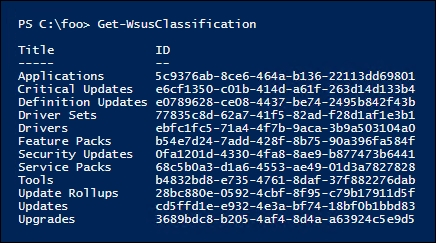 PS C:\foo> Get-WsusClassification
Title ID
----- --
Applications 5c9376ab-8ce6-464a-b136-22113dd69801
Critical Updates e6cf1350-c01b-414d-a61f-263d14d133b4
Definition Updates e0789628-ce08-4437-be74-2495b842f43b
Driver Sets 77835c8d-62a7-41f5-82ad-f28d1af1e3b1
Drivers ebfc1fc5-71a4-4f7b-9aca-3b9a503104a0
Feature Packs b54e7d24-7add-428f-8b75-90a396fa584f
Security Updates 0fa1201d-4330-4fa8-8ae9-b877473b6441
Service Packs 68c5b0a3-d1a6-4553-ae49-01d3a7827828
Tools b4832bd8-e735-4761-8daf-37f882276dab
Update Rollups 28bc880e-0592-4cbf-8f95-c79b17911d5f
Updates cd5ffd1e-e932-4e3a-bf74-18bf0b1bbd83
Upgrades 3689bdc8-b205-4af4-8d4a-a63924c5e9d5